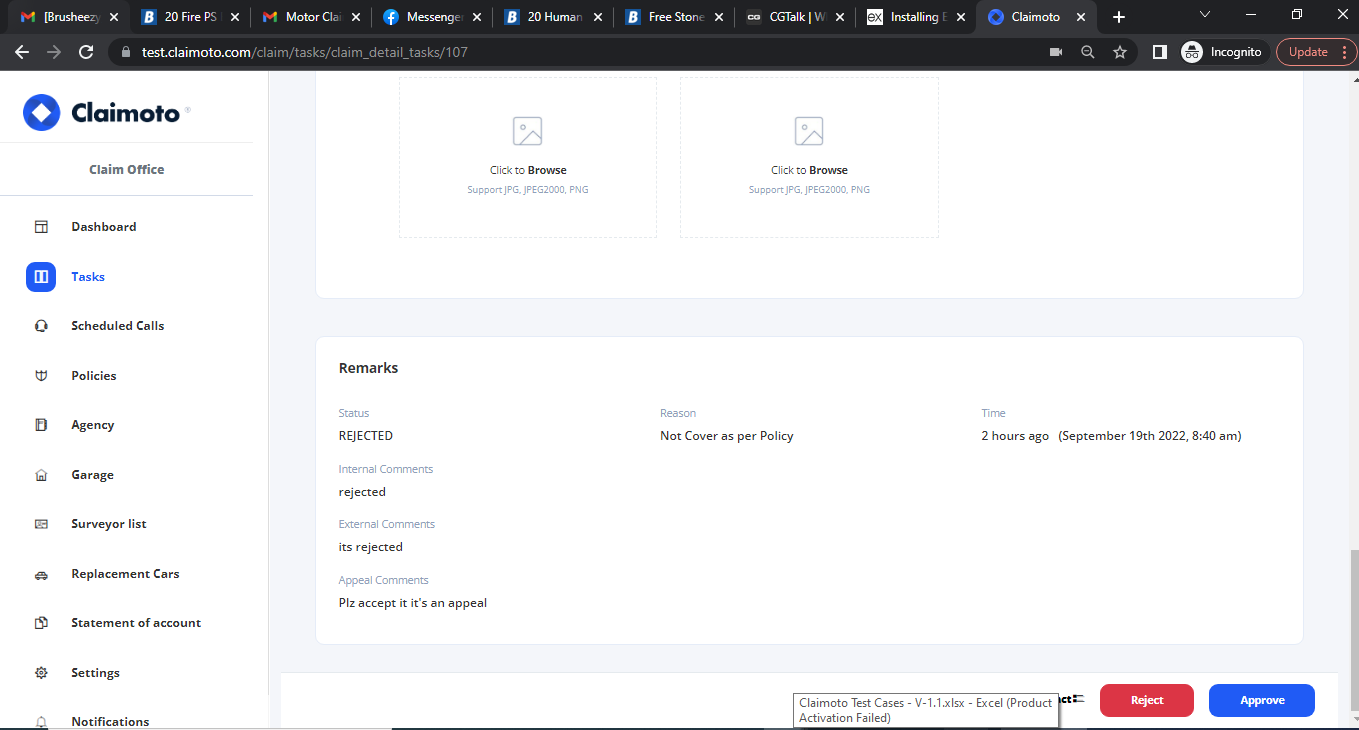 [Brusheezy
20 Fire PS
Motor Clai
Messenger
20 Human
Free Stone
CGTalk | W
Installing E
Claimoto
test.claimoto.com/claim/tasks/claim_detail_tasks/107
Incognito
Update
Claimoto
Claim Office
Dashboard
Tasks
Scheduled Calls
Policies
Agency
Garage
Surveyor list
Replacement Cars
Statement of account
Settings
Notifications
Click to Browse
Support JPG, JPEG2000, PNG
Click to Browse
Support JPG, JPEG2000, PNG
Remarks
Status
REJECTED
Reason
Not Cover as per Policy
Time
2 hours ago (September 19th 2022, 8:40 am)
Internal Comments
rejected
External Comments
its rejected
Appeal Comments
Plz accept it it's an appeal
Claimoto Test Cases - V-1.1.xlsx - Excel (Product
Activation Failed)
Reject
Approve